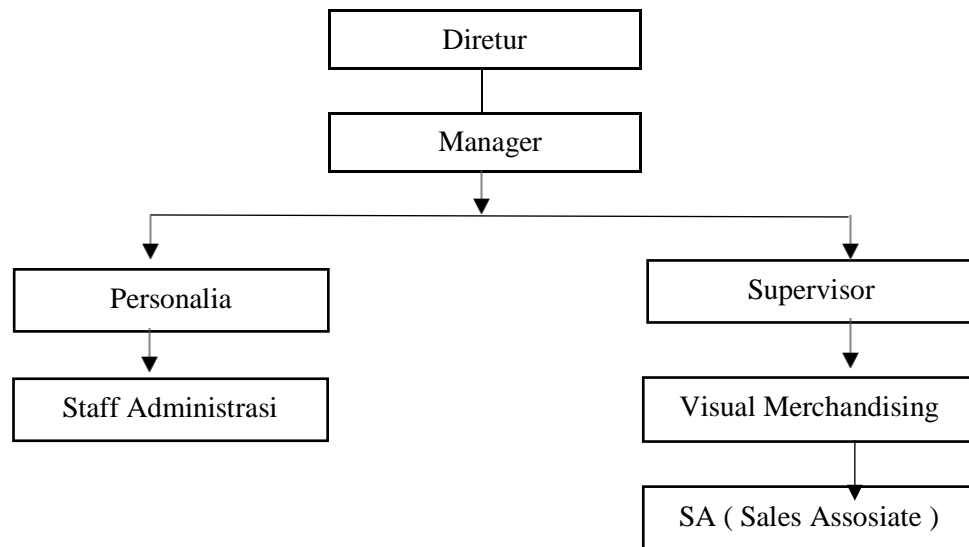 Diretur
Manager
Personalia
Supervisor
Staff Administrasi
Visual Merchandising
SA ( Sales Assosiate )